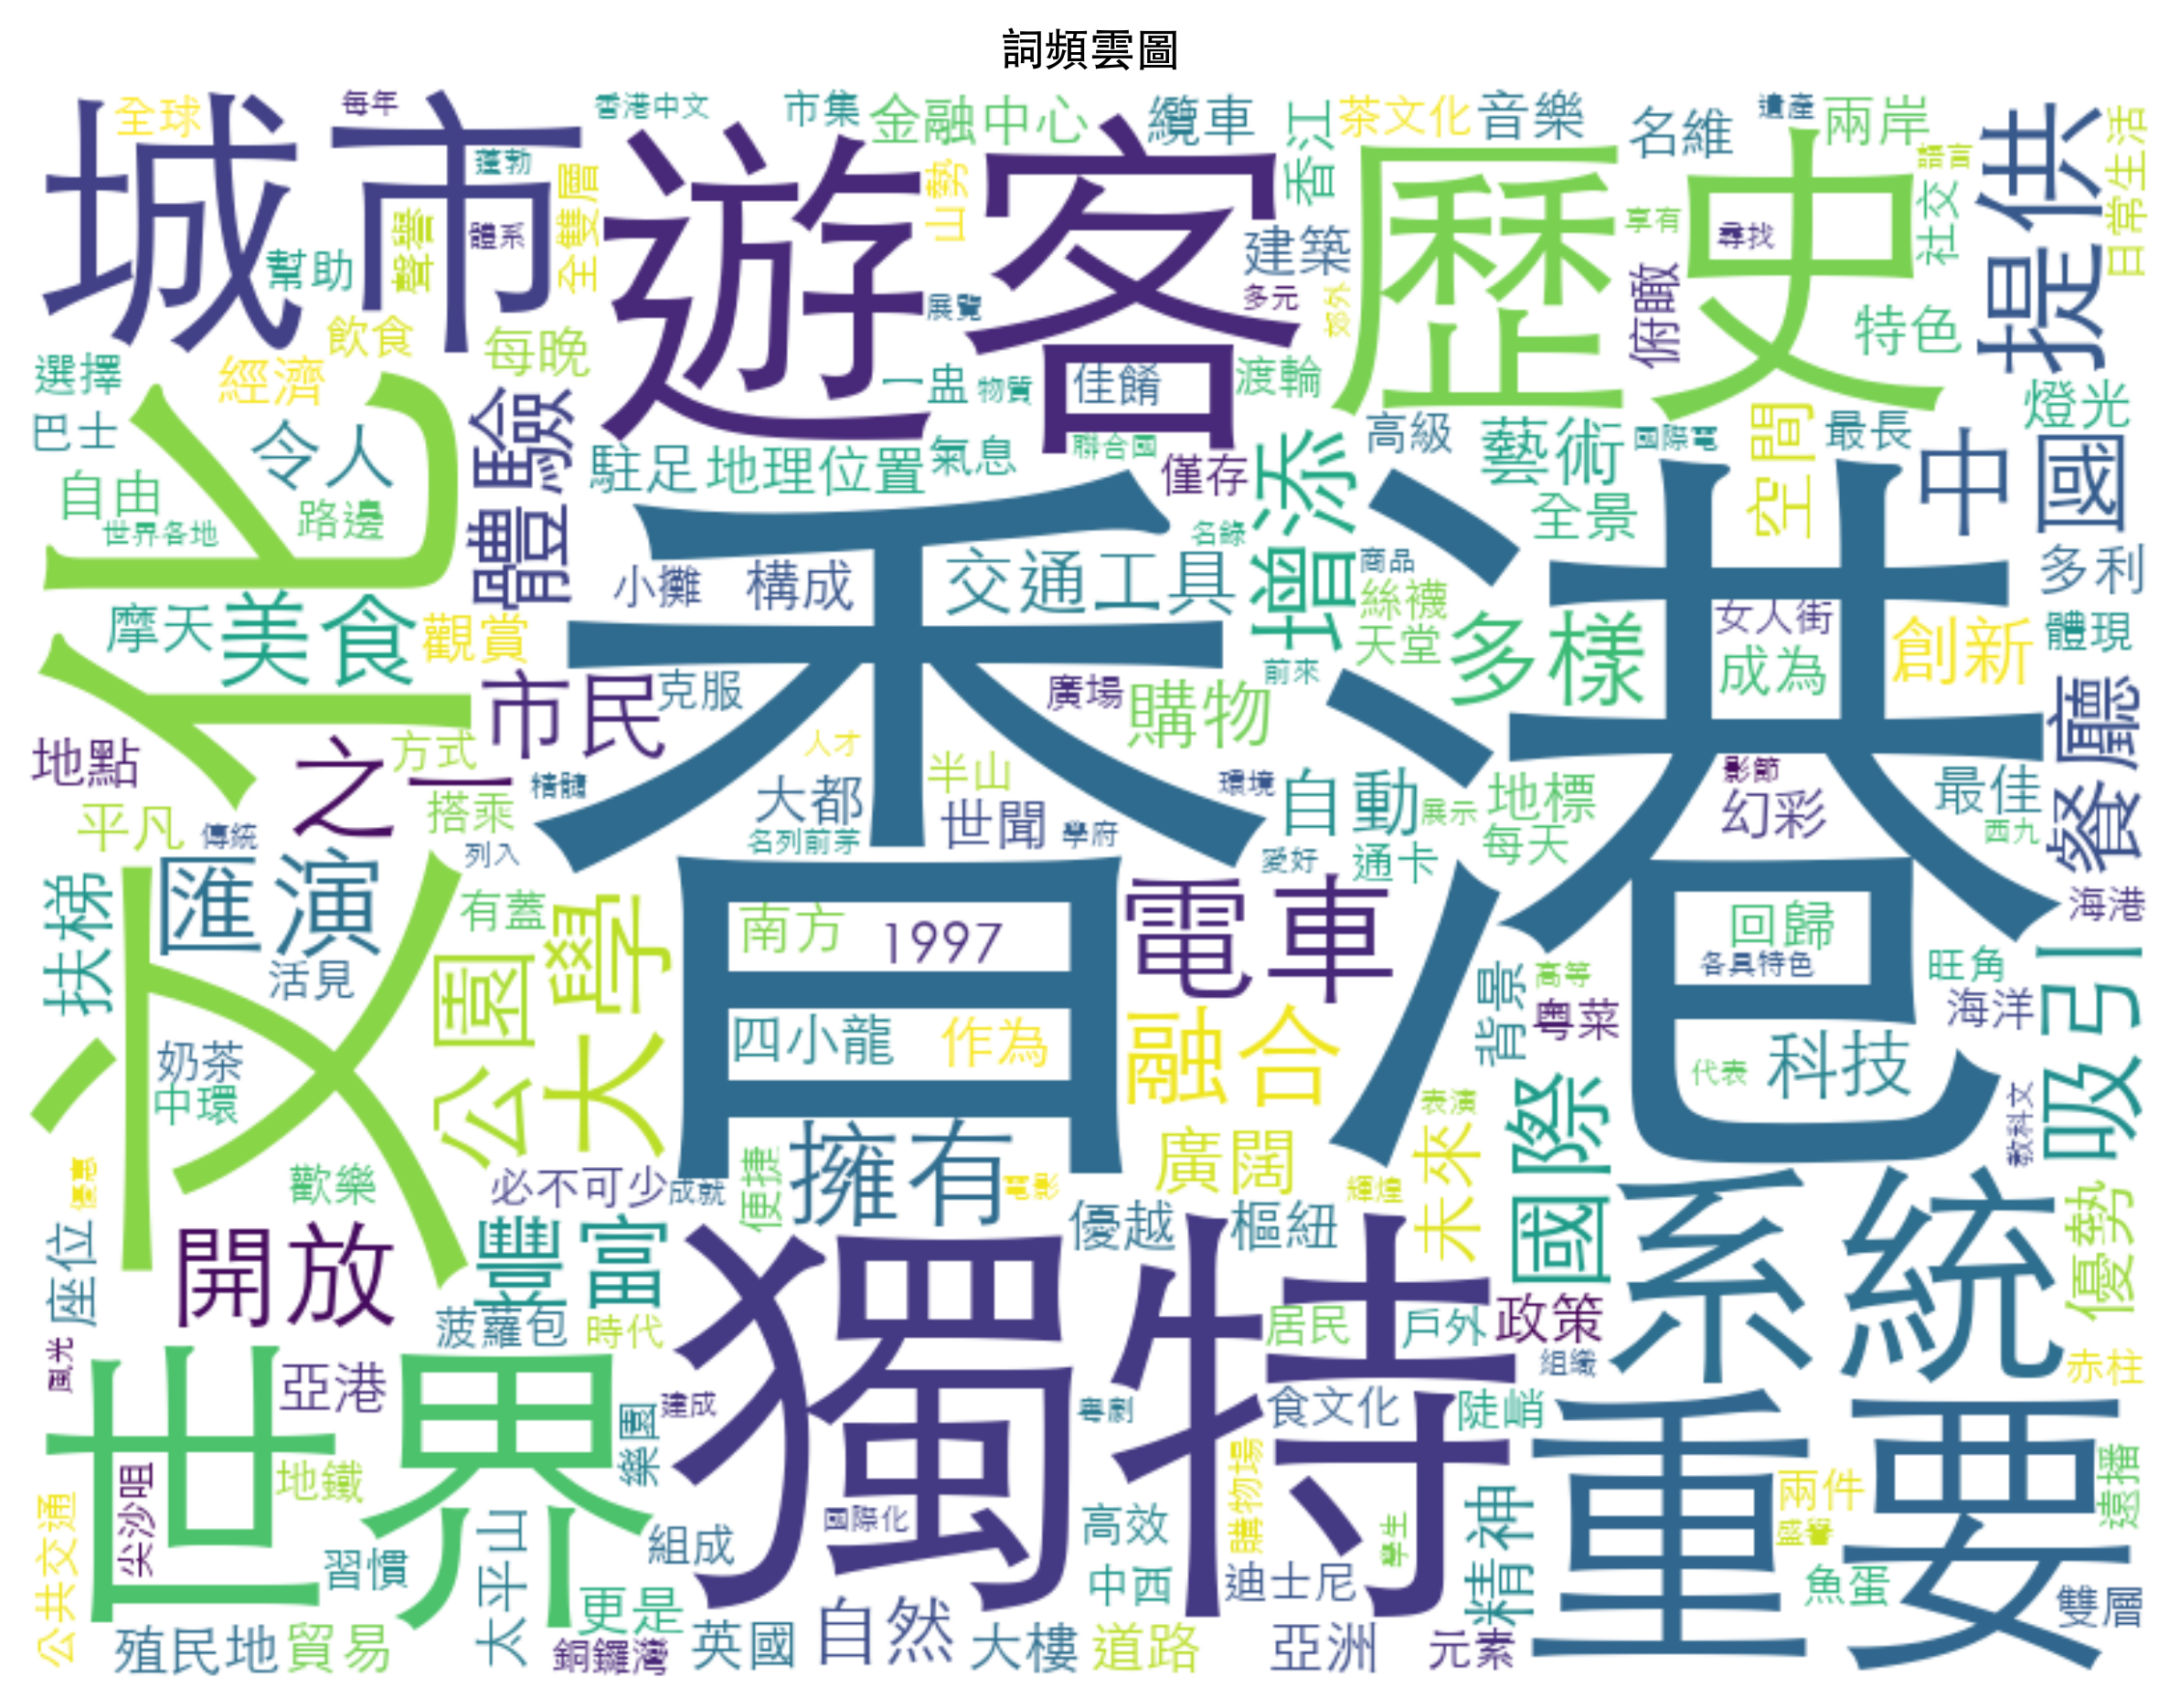 詞頻雲圖
全球
每年
香港中文
市集
金融中心
纜車
香江
茶文化
音樂
名維
遺產
兩岸
提供
日常生活
城市
蓬勃
全雙層
遊客
山勢
歷史
社交
幫助
聲譽
體系
建築
享有
尋找
俯瞰
特色
展覽
多元
飲食
每晚
選擇
經濟
一盅
物質
佳餚
渡輪
燈光
巴士
令人
體驗
駐足
地理位置
氣息
聯合國
僅存
增添
高級
藝術
國際電
空間
最長
中國
自由
世界各地
路邊
名錄
全景
文化
小攤
構成
交通工具
商品
絲襪
多利
摩天
美食
觀賞
天堂
多樣
女人街
成為
創新
體現
香港
市民
克服
廣場
購物
前來
餐廳
地點
之一
方式
人才
半山
環境
自動
地標
影節
幻彩
最佳
平凡
傳統
搭乘
精髓
大都
世聞
學府
展示
每天
西九
列入
名列前茅
愛好
通卡
扶梯
匯演
有蓋
大學
南方
1997
電車
回歸
海港
活見
公園
背景
高等
各具特色
旺角
吸引
奶茶
四小龍
作為
融合
粵菜
海洋
中環
科技
代表
教科文
表演
國際
歡樂
優惠
必不可少
成就
便捷
擁有
電影
廣闊
輝煌
未來
系統
座位
開放
豐富
獨特
優越
樞紐
優勢
菠蘿包
時代
居民
戶外
政策
風光
世界
亞港
樂園
建成
粵劇
食文化
陡峭
組織
赤柱
重要
公共交通
尖沙咀
地鐵
國際化
高效
購物場
學生
精神
兩件
盛譽
遠播
習慣
太平山
組成
中西
迪士尼
魚蛋
雙層
殖民地
貿易
更是
銅鑼灣
英國
自然
大樓
道路
亞洲
元素